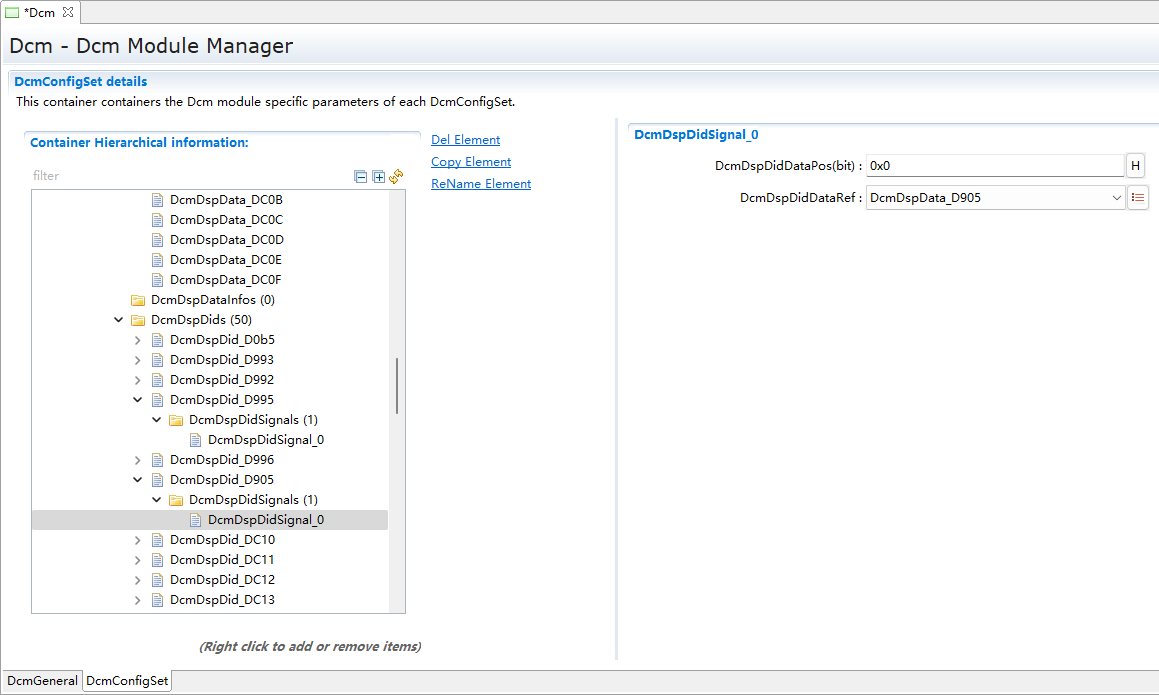 *Dcm
Dcm - Dcm Module Manager
DcmConfigSet details
This container containers the Dcm module specific parameters of each DcmConfigSet.
Container Hierarchical information:
filter
DcmDspData_DC0B
DcmDspData_DC0C
DcmDspData_DC0D
DcmDspData_DC0E
DcmDspData_DC0F
DcmDspDataInfos (0)
DcmDspDids (50)
DcmDspDid_D0b5
DcmDspDid_D993
DcmDspDid_D992
DcmDspDid_D995
DcmDspDidSignals (1)
DcmDspDidSignal_0
DcmDspDid_D996
DcmDspDid_D905
DcmDspDidSignals (1)
DcmDspDidSignal_0
DcmDspDid_DC10
DcmDspDid_DC11
DcmDspDid_DC12
DcmDspDid_DC13
(Right click to add or remove items)
Del Element
Copy Element
ReName Element
DcmDspDidSignal_0
DcmDspDidDataPos(bit) : 0x0 H
DcmDspDidDataRef : DcmDspData_D905
DcmGeneral DcmConfigSet